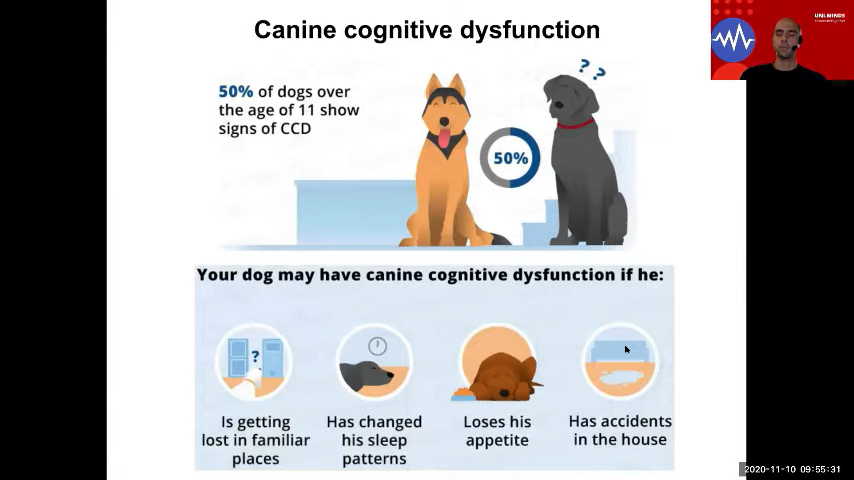 Canine cognitive dysfunction
UNI.MINDS
50% of dogs over
the age of 11 show
signs of CCD
? ?
50%
Your dog may have canine cognitive dysfunction if he:
?
Is getting
lost in familiar
places
Has changed
his sleep
patterns
Loses his
appetite
Has accidents
in the house
2020-11-10 09:55:31